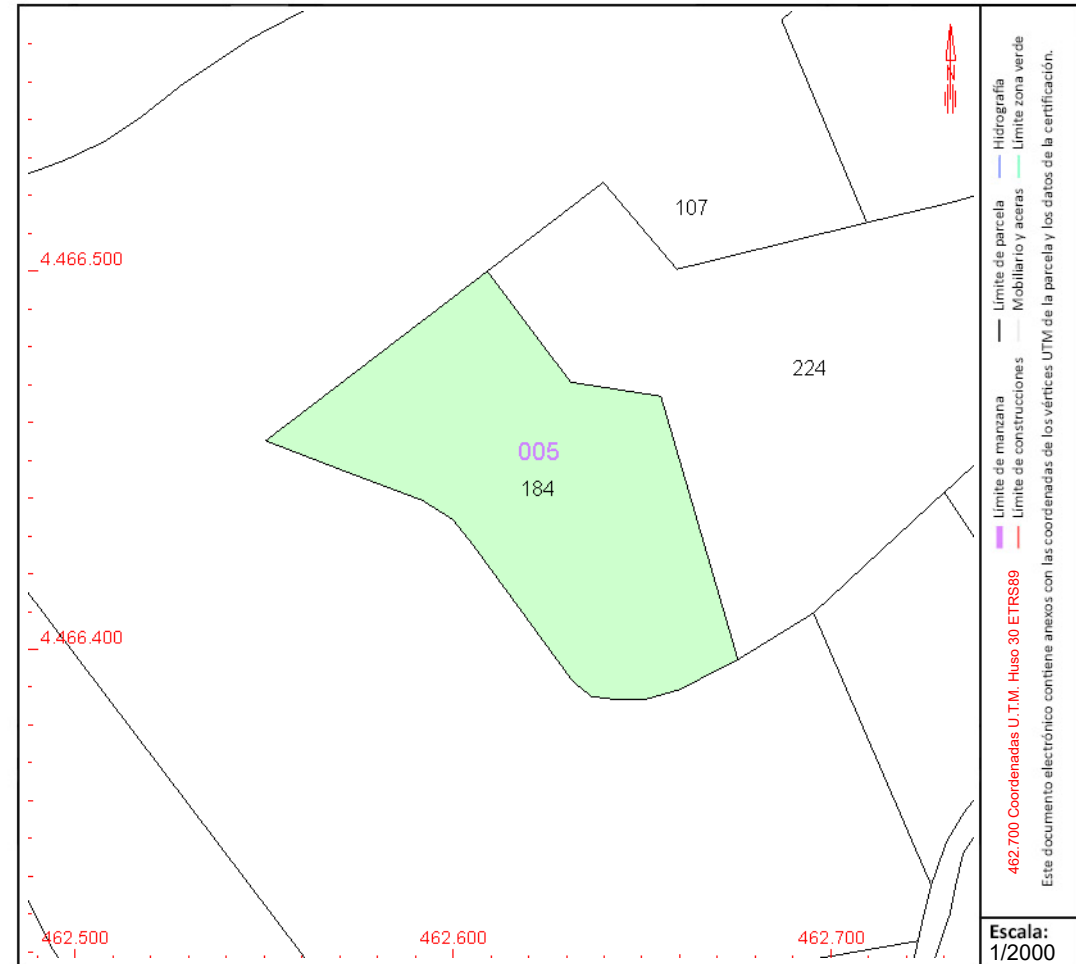 107
4.466.500
224
005
184
4.466.400
462.500
462.600
462.700
N
462.700 Coordenadas U.T.M. Huso 30 ETRS89
Límite de manzana
Límite de parcela
Hidrografía
Límite de construcciones
Mobiliario y aceras
Límite zona verde
Este documento electrónico contiene anexos con las coordenadas de los vértices UTM de la parcela y los datos de la certificación.
Escala:
1/2000